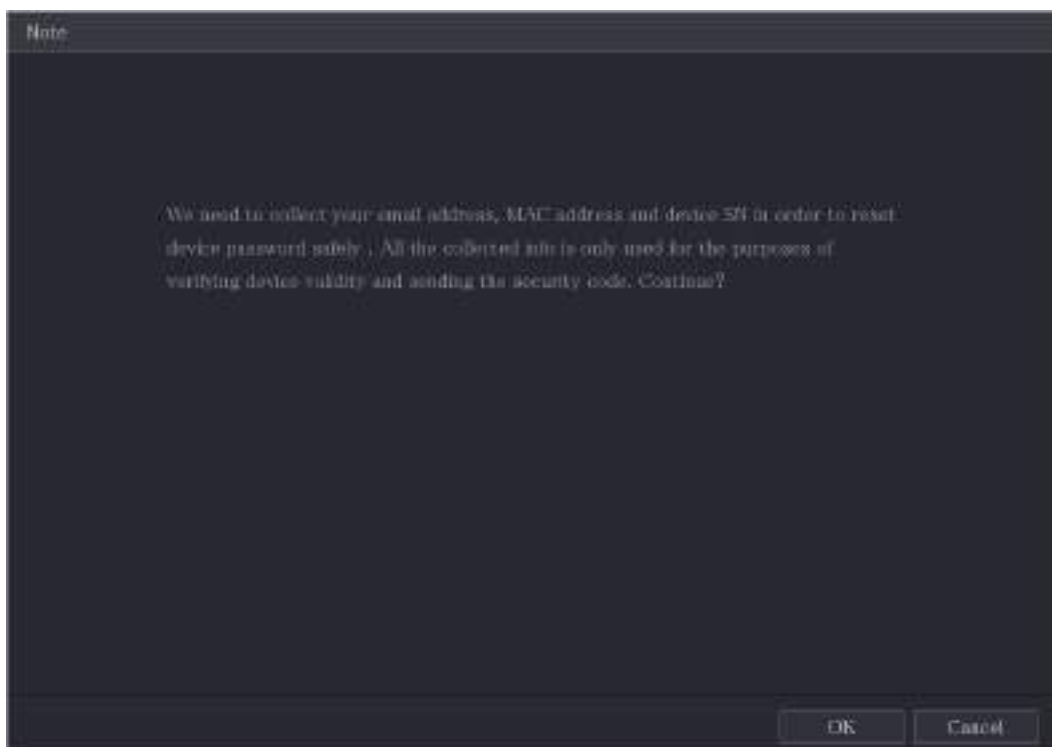 Note
We need to collect your email address, MAC address and device SN in order to reset
device password safely . All the collected info is only used for the purposes of
verifying device validity and sending the security code. Continue?
OK
Cancel